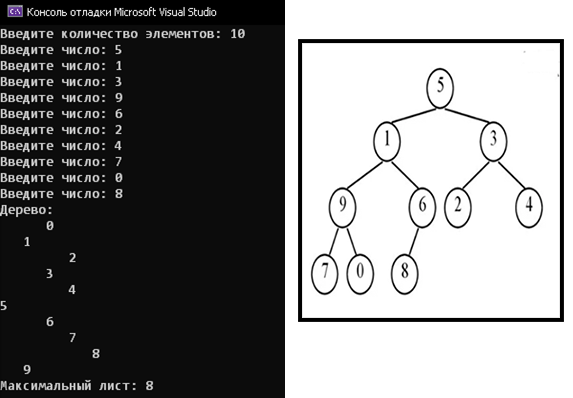 Консоль отладки Microsoft Visual Studio
Введите количество элементов: 10
Введите число: 5
Введите число: 1
Введите число: 3
Введите число: 9
Введите число: 6
Введите число: 2
Введите число: 4
Введите число: 7
Введите число: 0
Введите число: 8
Дерево:
0
1
2
3
4
5
6
7
8
9
Максимальный лист: 8
5
1 3
9 6 2 4
7 0 8